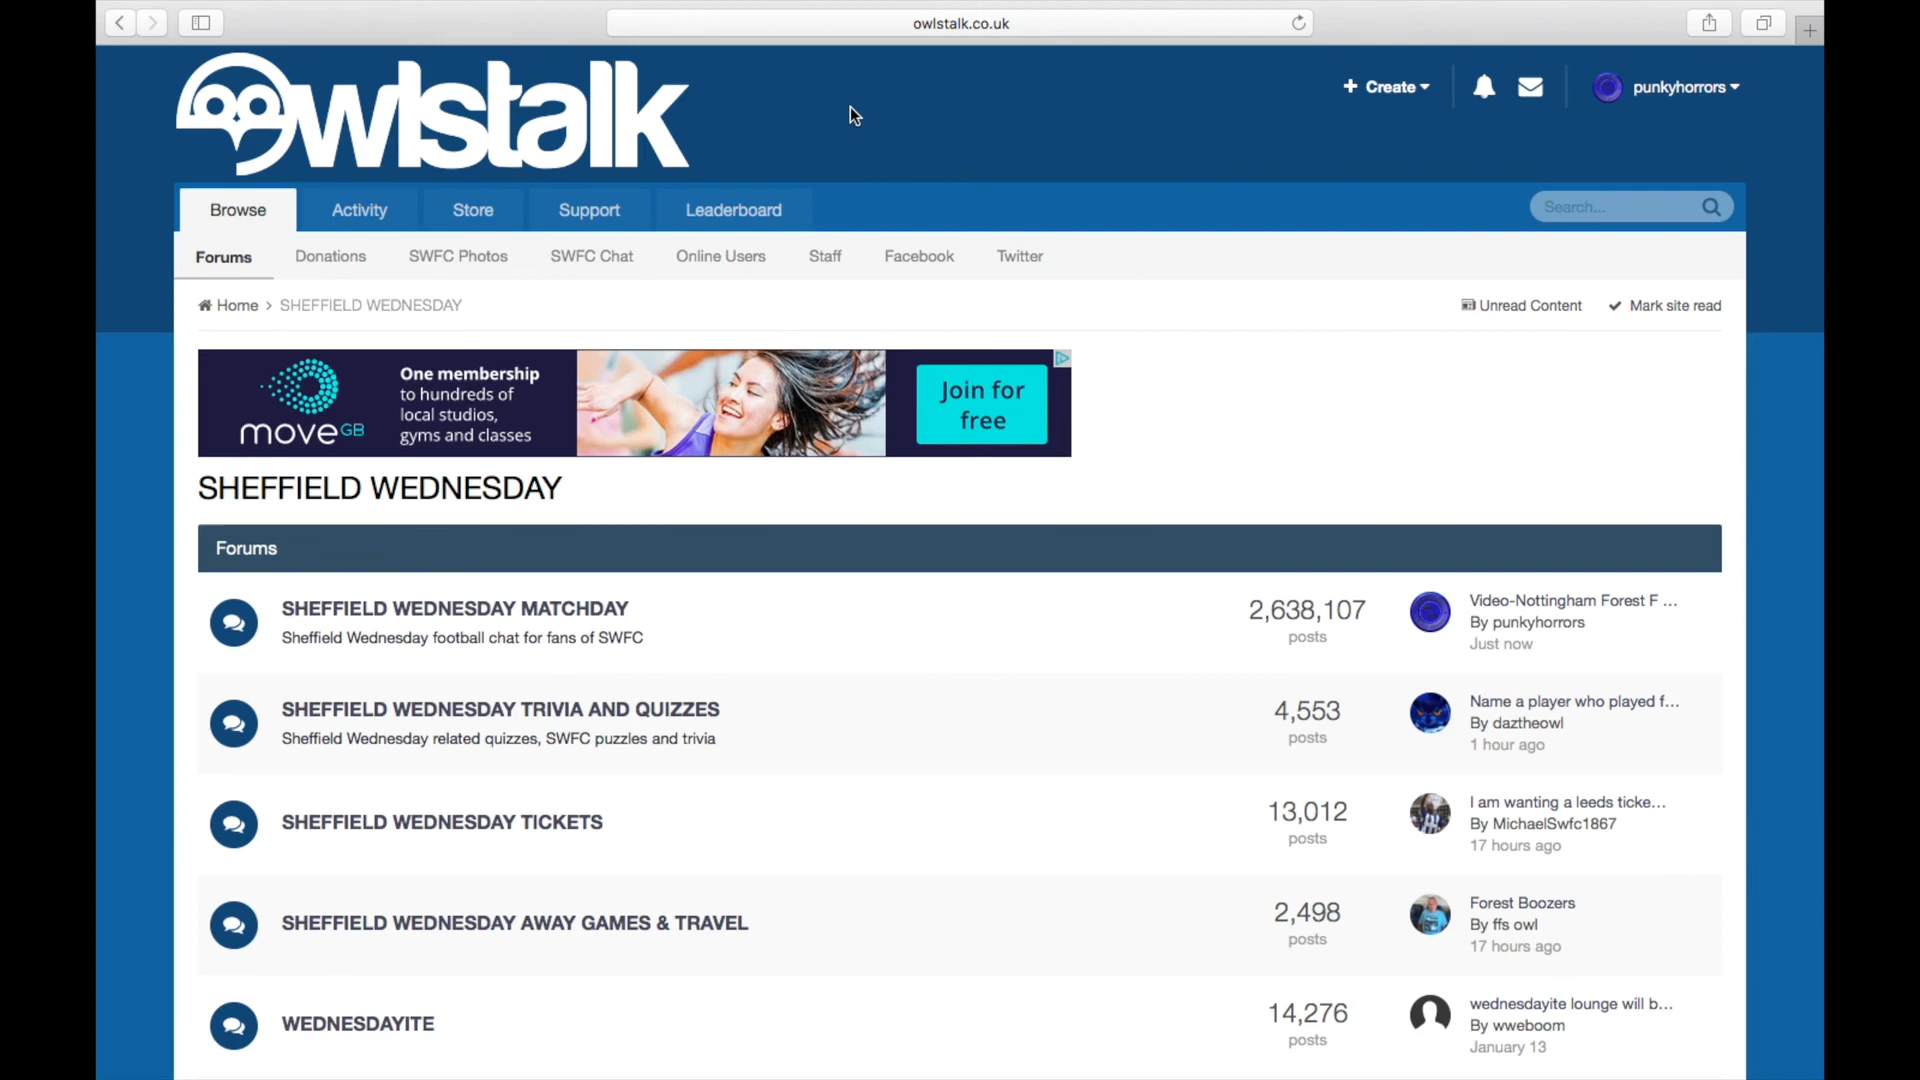 owlstalk.co.uk
Owlstalk
+ Create
punkyhorrors
Browse
Activity
Store
Support
Leaderboard
Search...
Forums
Donations
SWFC Photos
SWFC Chat
Online Users
Staff
Facebook
Twitter
Home > SHEFFIELD WEDNESDAY
Unread Content
Mark site read
moveGB
One membership
to hundreds of
local studios,
gyms and classes
Join for
free
SHEFFIELD WEDNESDAY
Forums
SHEFFIELD WEDNESDAY MATCHDAY
Sheffield Wednesday football chat for fans of SWFC
2,638,107
posts
Video-Nottingham Forest F ...
By punkyhorrors
Just now
SHEFFIELD WEDNESDAY TRIVIA AND QUIZZES
Sheffield Wednesday related quizzes, SWFC puzzles and trivia
4,553
posts
Name a player who played f...
By daztheowl
1 hour ago
SHEFFIELD WEDNESDAY TICKETS
13,012
posts
I am wanting a leeds ticke...
By MichaelSwfc1867
17 hours ago
SHEFFIELD WEDNESDAY AWAY GAMES & TRAVEL
2,498
posts
Forest Boozers
By ffs owl
17 hours ago
WEDNESDAYITE
14,276
posts
wednesdayite lounge will b...
By wweboom
January 13